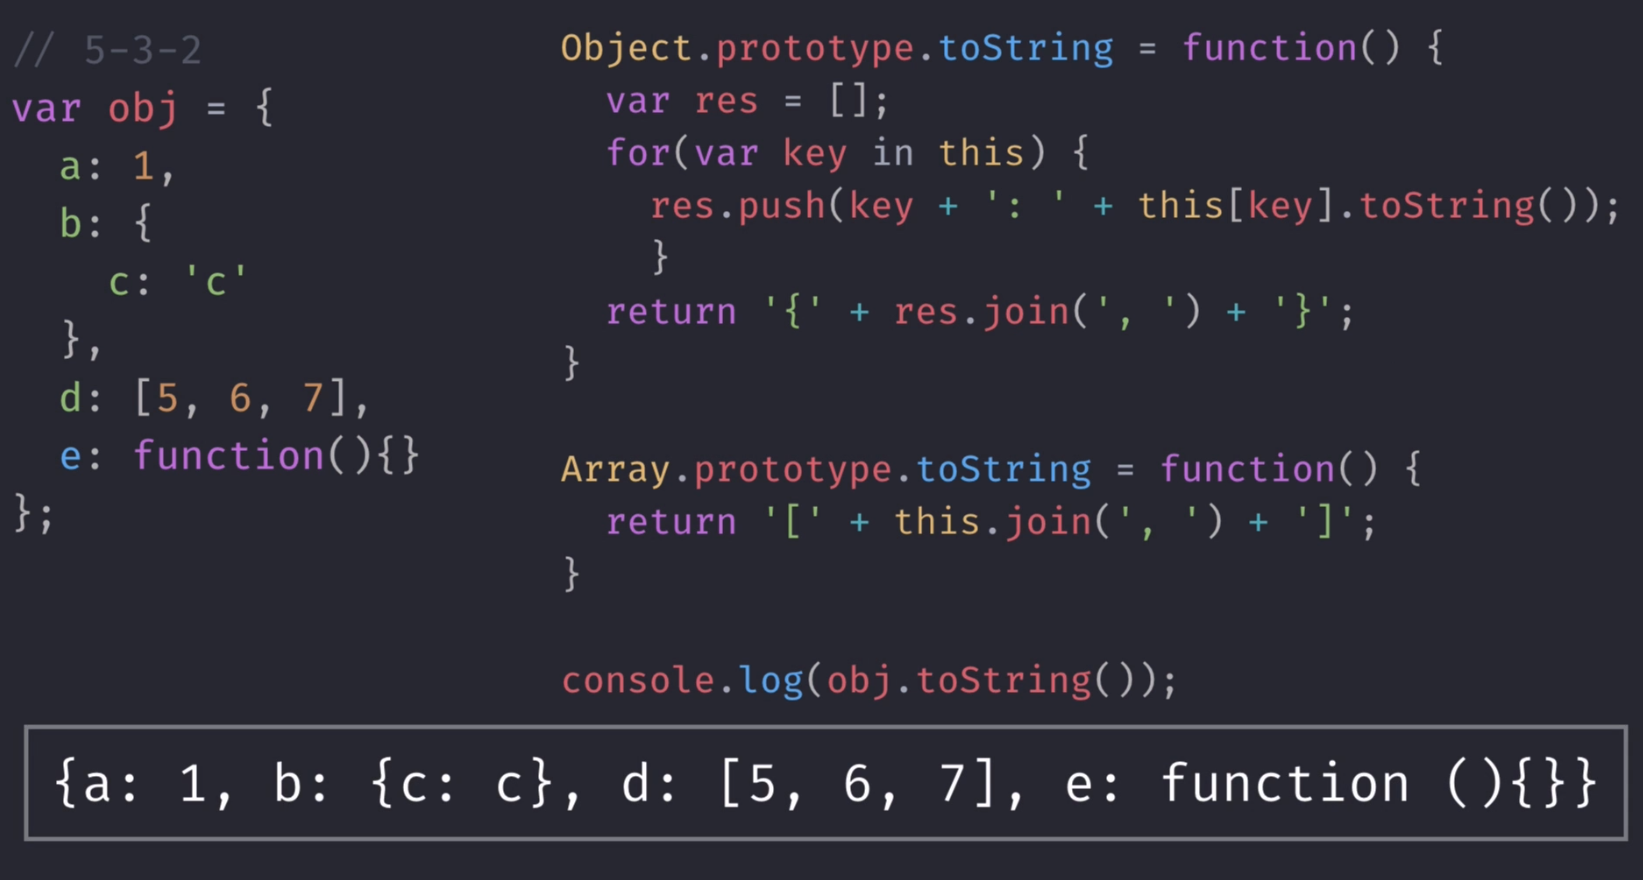 // 5-3-2
var obj = {
  a: 1,
  b: {
    c: 'c'
  },
  d: [5, 6, 7],
  e: function(){}
};
Object.prototype.toString = function() {
  var res = [];
  for(var key in this) {
    res.push(key + ': ' + this[key].toString());
    }
  return '{' + res.join(', ') + '}';
}
Array.prototype.toString = function() {
  return '[' + this.join(', ') + ']';
}
console.log(obj.toString());
{a: 1, b: {c: c}, d: [5, 6, 7], e: function (){}}